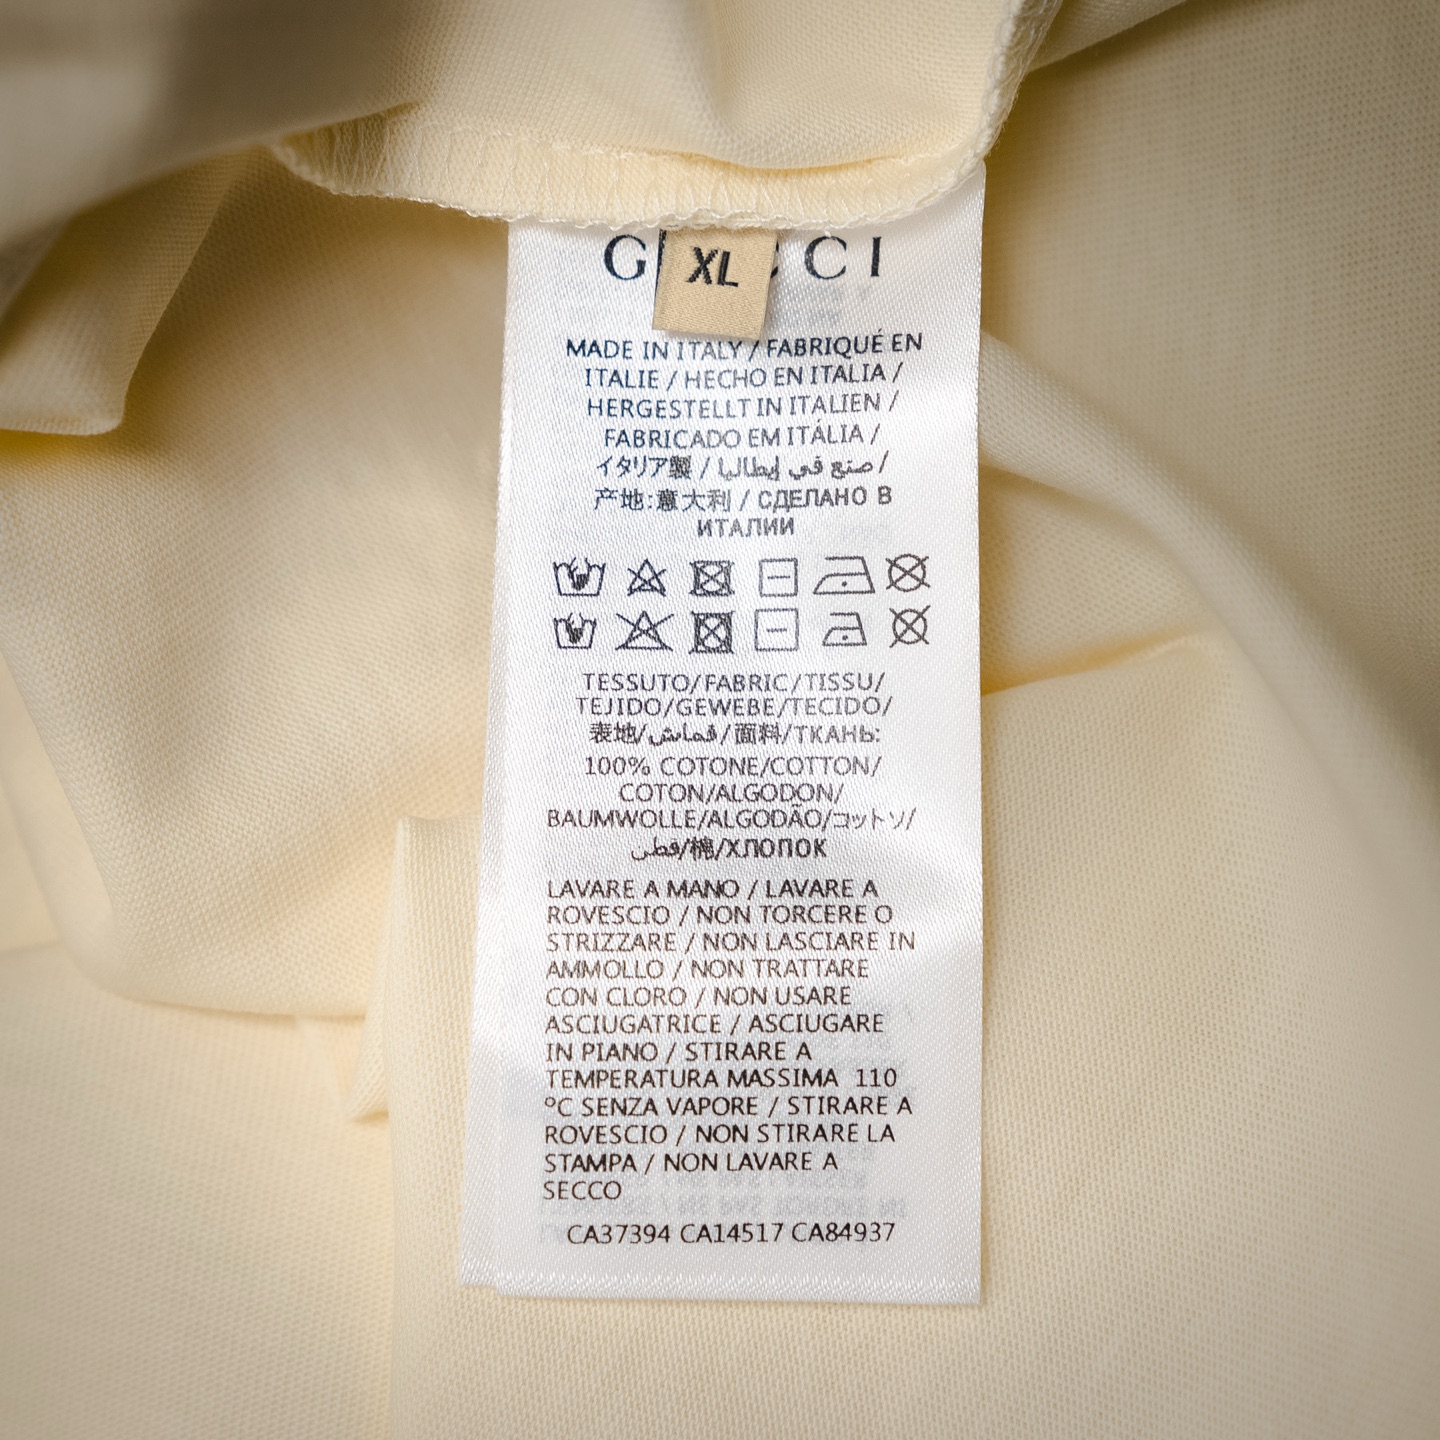 GUCCI
XL
MADE IN ITALY / FABRIQUÉ EN
ITALIE / HECHO EN ITALIA /
HERGESTELLT IN ITALIEN /
FABRICADO EM ITÁLIA /
イタリア製 / صنع في إيطاليا /
产地:意大利 / СДЕЛАНО В
ИТАЛИИ
TESSUTO/FABRIC/TISSU/
TEJIDO/GEWEBE/TECIDO/
表地/قماش/面料/ТКАНЬ:
100% COTONE/COTTON/
COTON/ALGODON/
BAUMWOLLE/ALGODÃO/コットソ/
قطن/棉/ХЛОПОК
LAVARE A MANO / LAVARE A
ROVESCIO / NON TORCERE O
STRIZZARE / NON LASCIARE IN
AMMOLLO / NON TRATTARE
CON CLORO / NON USARE
ASCIUGATRICE / ASCIUGARE
IN PIANO / STIRARE A
TEMPERATURA MASSIMA 110
°C SENZA VAPORE / STIRARE A
ROVESCIO / NON STIRARE LA
STAMPA / NON LAVARE A
SECCO
CA37394 CA14517 CA84937